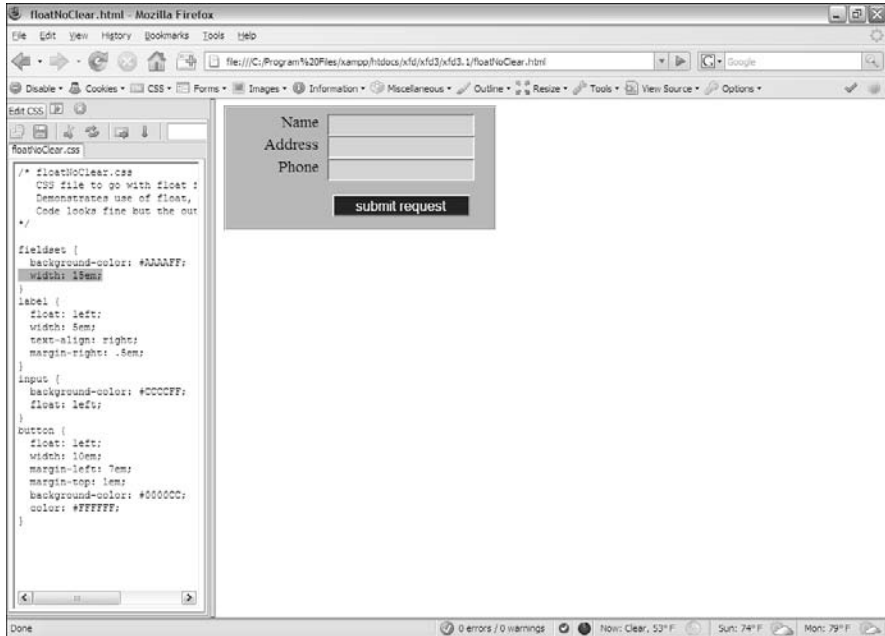 floatNoClear.html - Mozilla Firefox
File Edit View History Bookmarks Tools Help
file:///C:/Program%20Files/xampp/htdocs/xfd/xfd3/xfd3.1/floatNoClear.html
G Google
Disable Cookies CSS Forms Images Information Miscellaneous Outline Resize Tools View Source Options
Edit CSS
floatNoClear.css
/* floatNoClear.css
CSS file to go with float
Demonstrates use of float,
Code looks fine but the out
*/
fieldset {
background-color: #AAAAFF;
width: 15em;
}
label {
float: left;
width: 5em;
text-align: right;
margin-right: .5em;
}
input {
background-color: #CCCCFF;
float: left;
}
button {
float: left;
width: 10em;
margin-left: 7em;
margin-top: 1em;
background-color: #0000CC;
color: #FFFFFF;
}
Name
Address
Phone
submit request
Done
0 errors / 0 warnings Now: Clear, 53° F Sun: 74° F Mon: 79° F